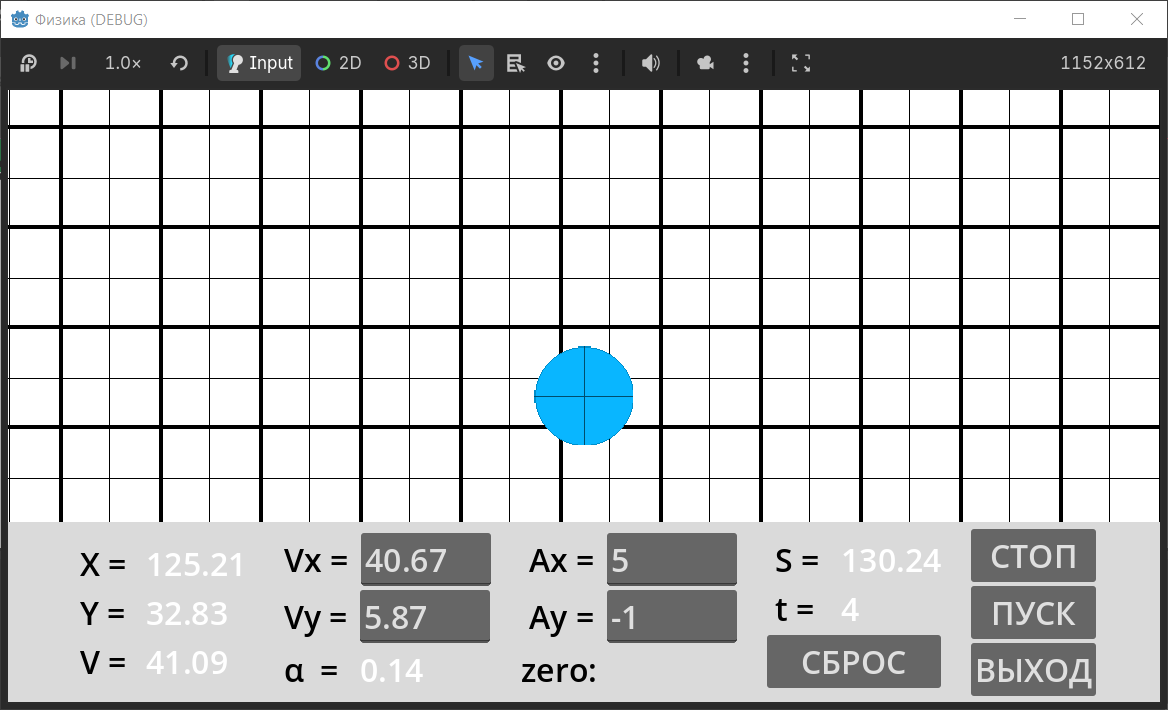 Физика (DEBUG)
1.0× Input 2D 3D 1152x612
X = 125.21 Vx = 40.67 Ax = 5 S = 130.24 СТОП
Y = 32.83 Vy = 5.87 Ay = -1 t = 4 ПУСК
V = 41.09 α = 0.14 zero: СБРОС ВЫХОД